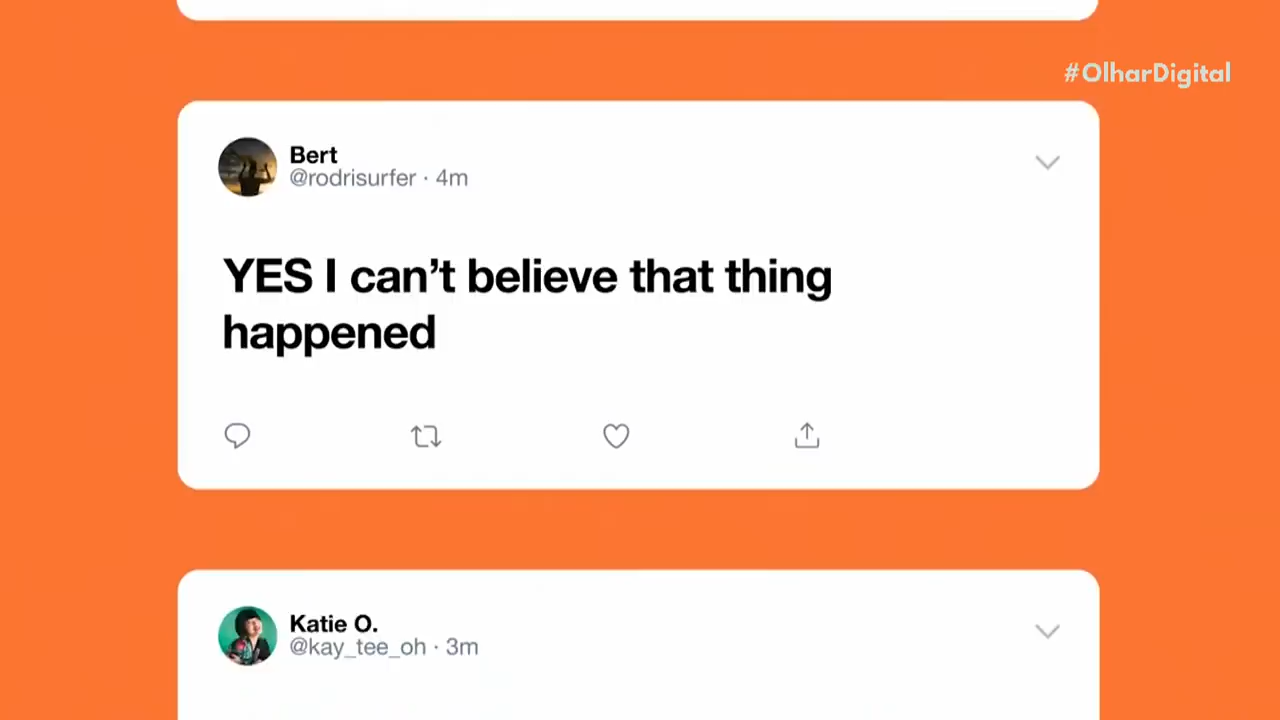 #OlharDigital
Bert
@rodrisurfer · 4m
YES I can’t believe that thing
happened
Katie O.
@kay_tee_oh · 3m